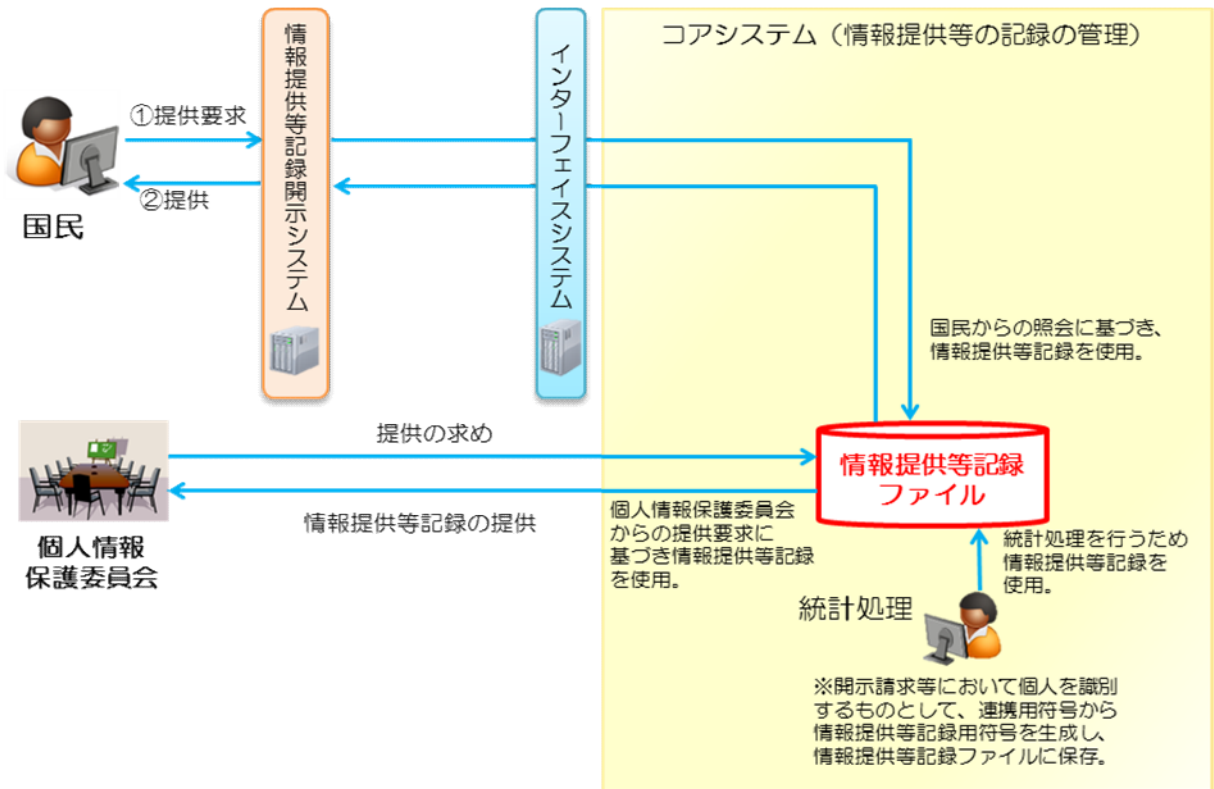 コアシステム（情報提供等の記録の管理）
情報提供等記録開示システム
インターフェイスシステム
①提供要求
②提供
国民
国民からの照会に基づき、
情報提供等記録を使用。
提供の求め
情報提供等記録
ファイル
情報提供等記録の提供
個人情報保護委員会
からの提供要求に
基づき情報提供等記録
を使用。
個人情報
保護委員会
統計処理を行うため
情報提供等記録を
使用。
統計処理
※開示請求等において個人を識別
するものとして、連携用符号から
情報提供等記録用符号を生成し、
情報提供等記録ファイルに保存。